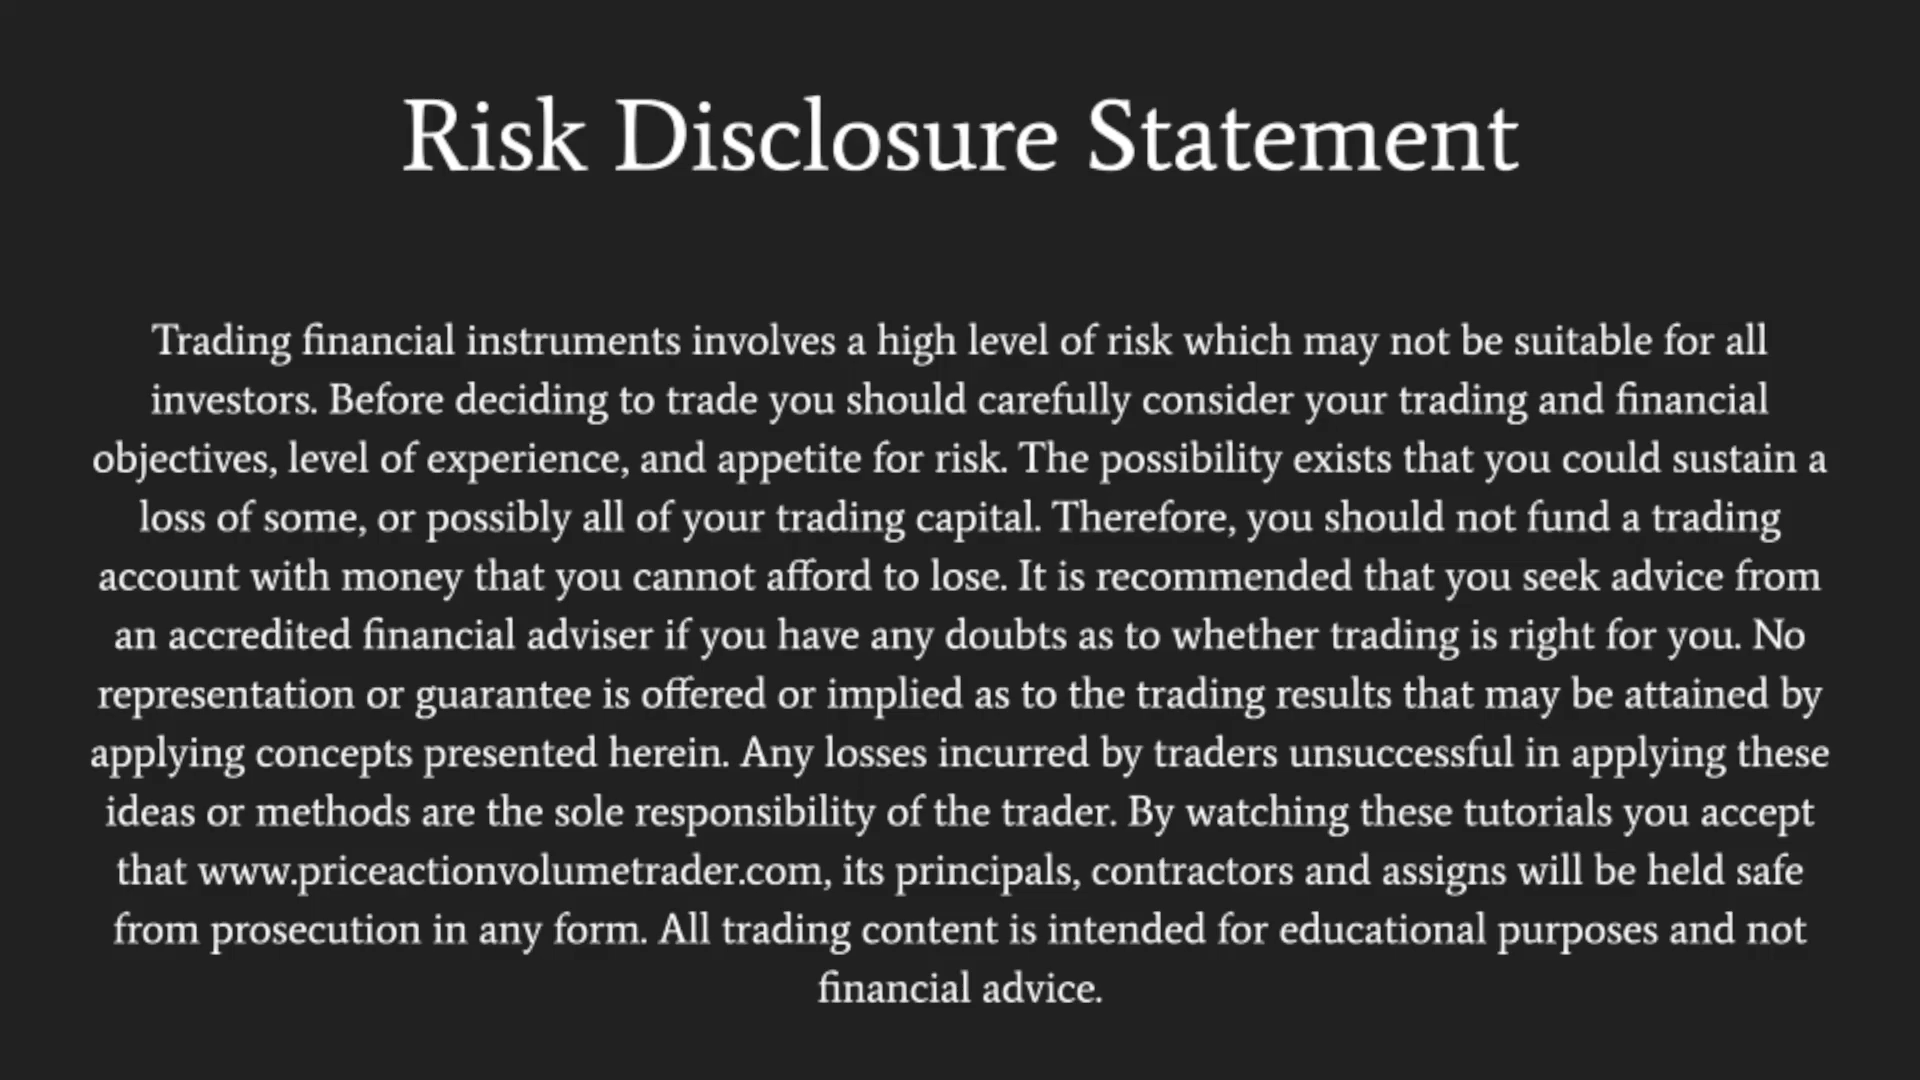 Risk Disclosure Statement
Trading financial instruments involves a high level of risk which may not be suitable for all
investors. Before deciding to trade you should carefully consider your trading and financial
objectives, level of experience, and appetite for risk. The possibility exists that you could sustain a
loss of some, or possibly all of your trading capital. Therefore, you should not fund a trading
account with money that you cannot afford to lose. It is recommended that you seek advice from
an accredited financial adviser if you have any doubts as to whether trading is right for you. No
representation or guarantee is offered or implied as to the trading results that may be attained by
applying concepts presented herein. Any losses incurred by traders unsuccessful in applying these
ideas or methods are the sole responsibility of the trader. By watching these tutorials you accept
that www.priceactionvolumetrader.com, its principals, contractors and assigns will be held safe
from prosecution in any form. All trading content is intended for educational purposes and not
financial advice.